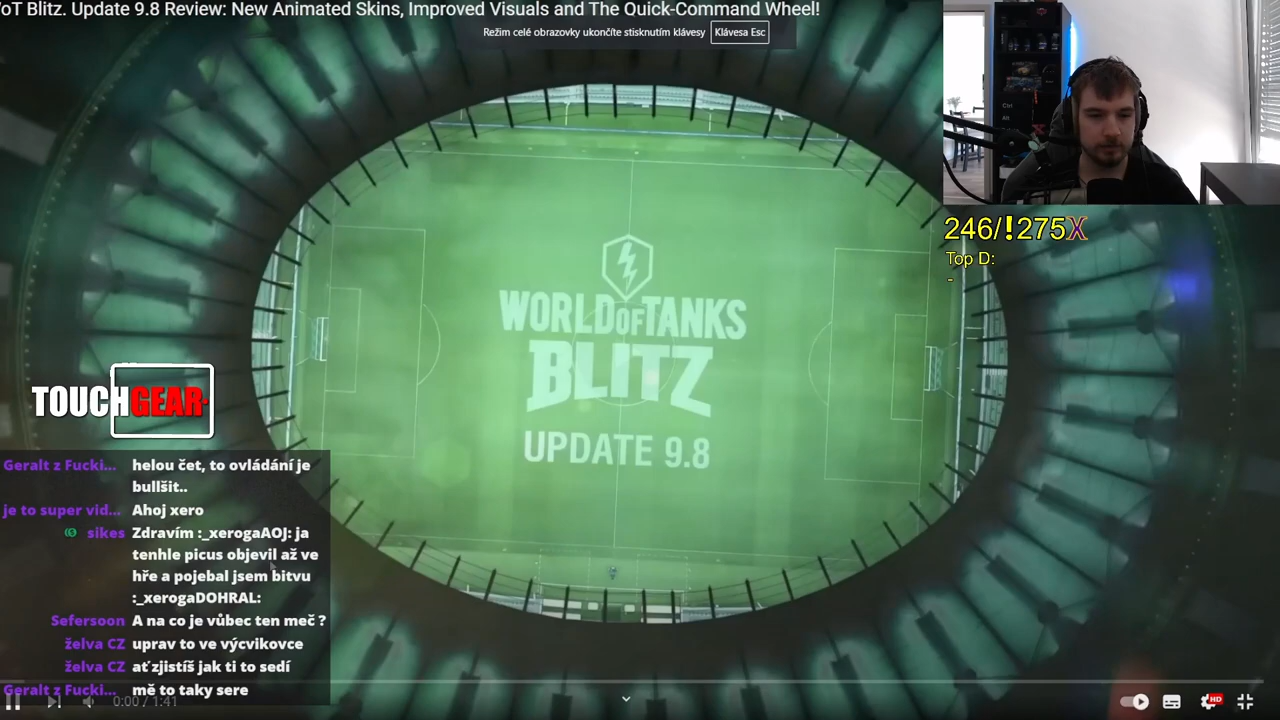 oT Blitz. Update 9.8 Review: New Animated Skins, Improved Visuals and The Quick-Command Wheel!
Režim celé obrazovky ukončíte stisknutím klávesy Klávesa Esc
Ctrl
Alt
246/!275X
Top D:
-
WORLD OF TANKS
BLITZ
UPDATE 9.8
TOUCHGEAR
Geralt z Fucki... helou čet, to ovládání je
bullšit..
je to super vid... Ahoj xero
sikes Zdravím :_xerogaAOJ: ja
tenhle picus objevil až ve
hře a pojebal jsem bitvu
:_xerogaDOHRAL:
Sefersoon A na co je vůbec ten meč ?
želva CZ uprav to ve výcvikovce
želva CZ ať zjistíš jak ti to sedí
Geralt z Fucki... mě to taky sere
0:00 / 1:41
HD